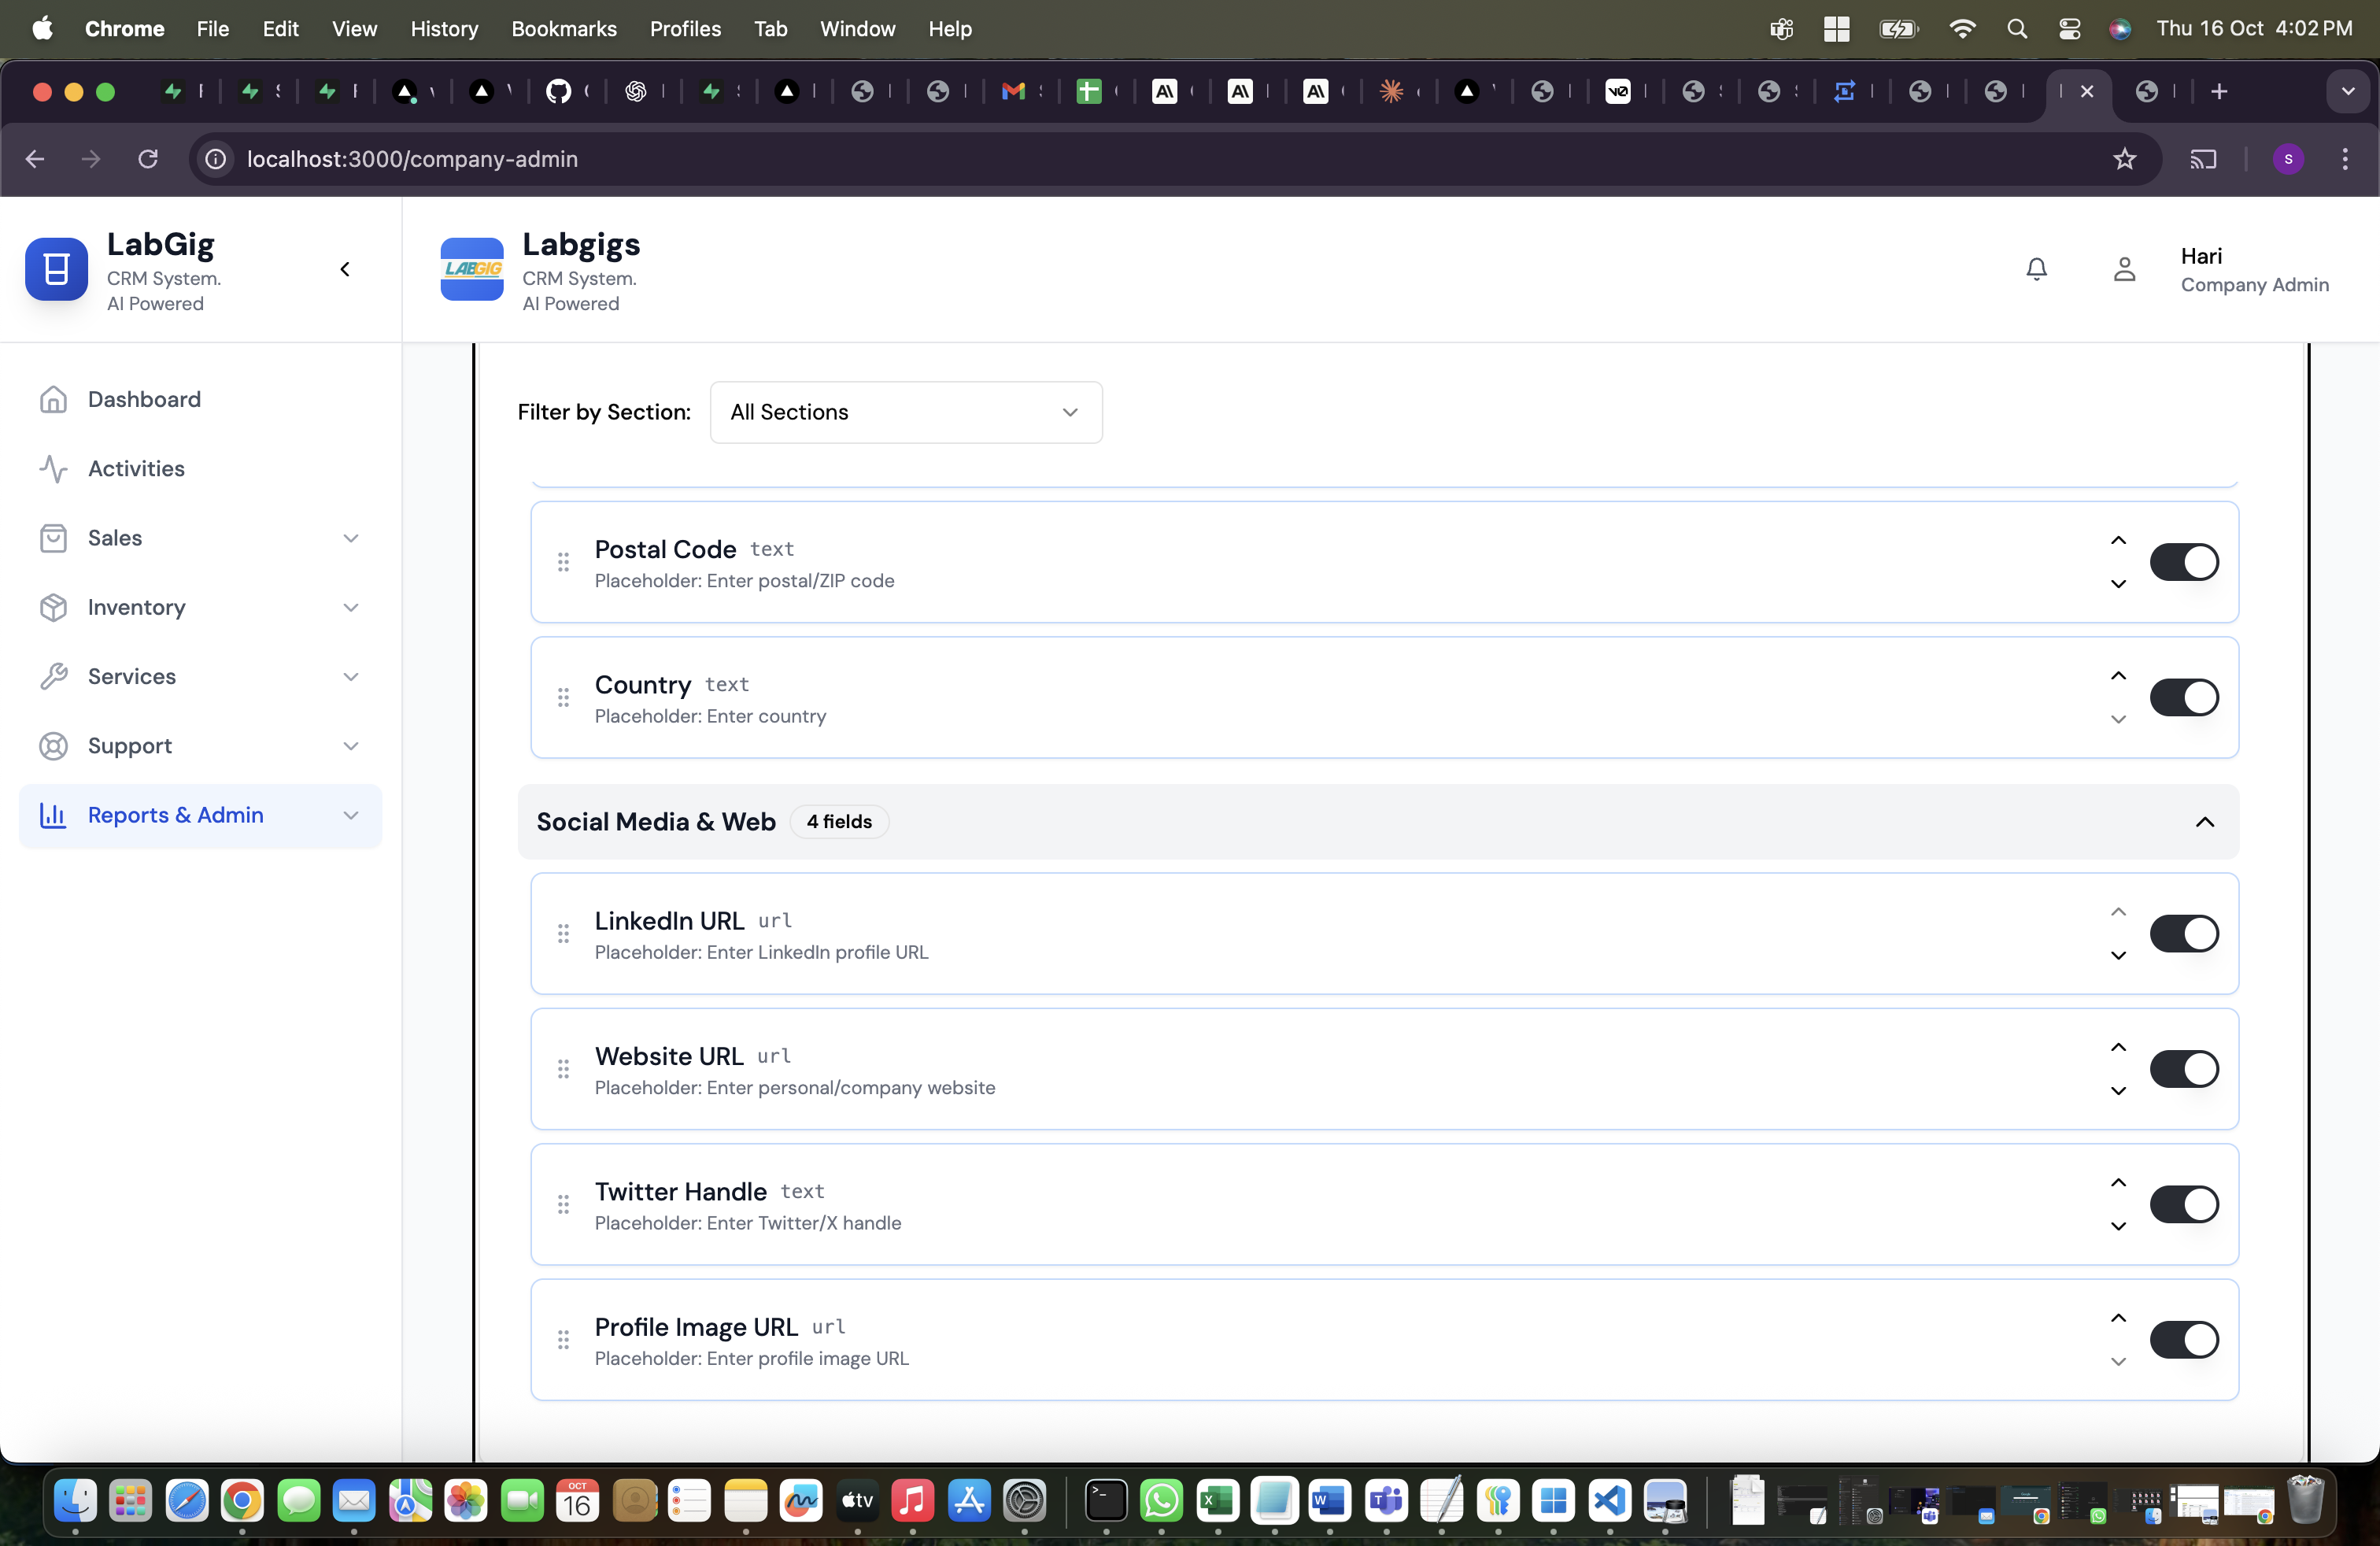 Chrome File Edit View History Bookmarks Profiles Tab Window Help
Thu 16 Oct 4:02 PM
localhost:3000/company-admin
S
LabGig
CRM System.
AI Powered
LABGIG
Labgigs
CRM System.
AI Powered
Hari
Company Admin
Dashboard
Activities
Sales
Inventory
Services
Support
Reports & Admin
Filter by Section:
All Sections
Postal Code text
Placeholder: Enter postal/ZIP code
Country text
Placeholder: Enter country
Social Media & Web 4 fields
LinkedIn URL url
Placeholder: Enter LinkedIn profile URL
Website URL url
Placeholder: Enter personal/company website
Twitter Handle text
Placeholder: Enter Twitter/X handle
Profile Image URL url
Placeholder: Enter profile image URL
OCT
16
tv